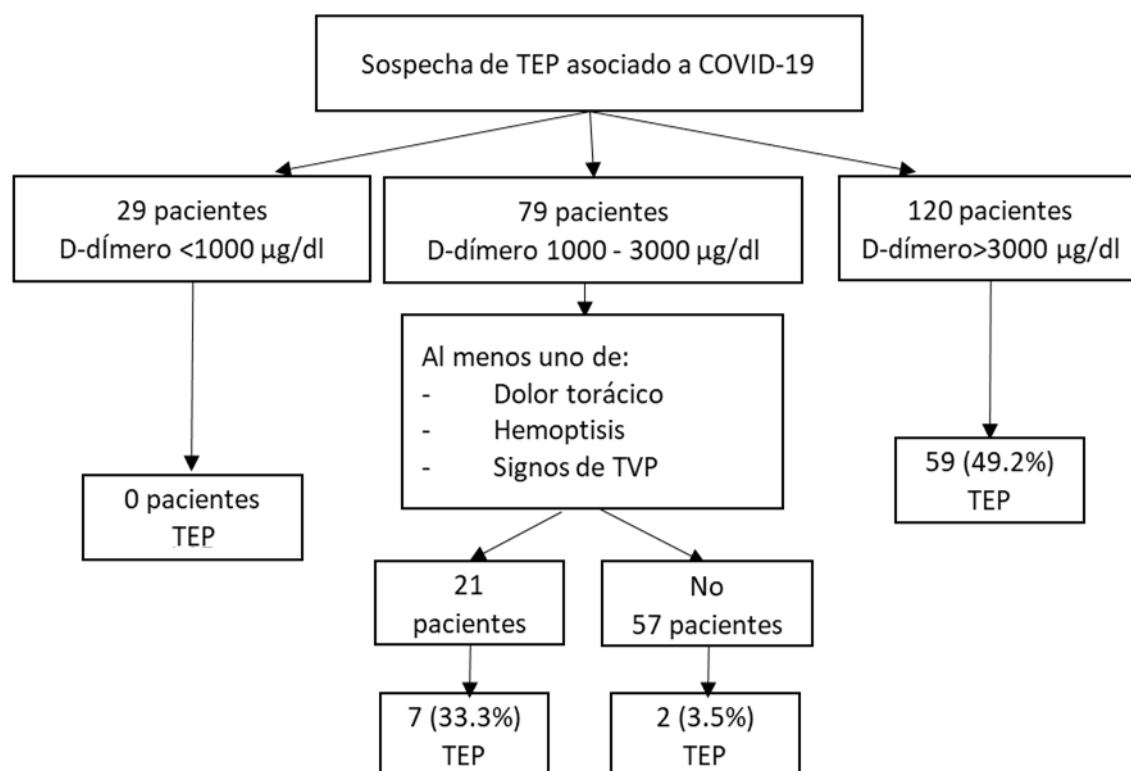 Sospecha de TEP asociado a COVID-19
29 pacientes
D-dÍmero <1000 µg/dl
79 pacientes
D-dímero 1000 - 3000 µg/dl
120 pacientes
D-dímero>3000 µg/dl
Al menos uno de:
- Dolor torácico
- Hemoptisis
- Signos de TVP
0 pacientes
TEP
59 (49.2%)
TEP
21
pacientes
No
57 pacientes
7 (33.3%)
TEP
2 (3.5%)
TEP